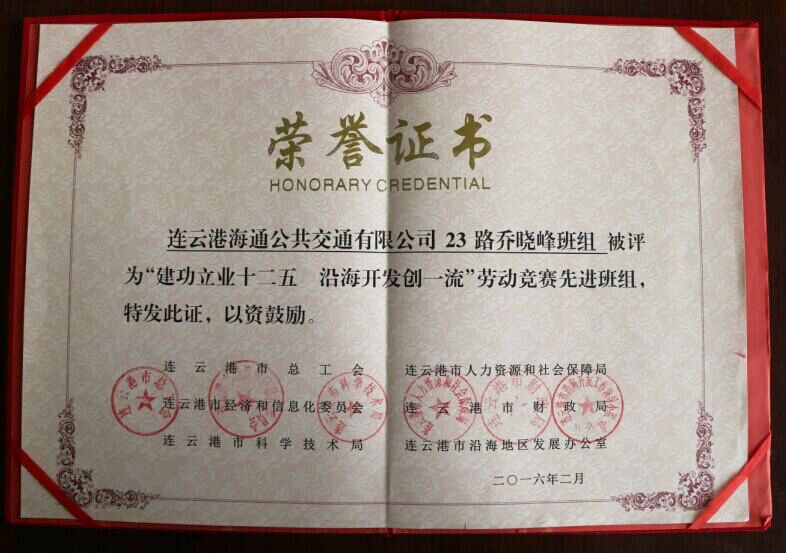 荣誉证书
HONORARY CREDENTIAL
连云港海通公共交通有限公司 23 路乔晓峰班组 被评
为“建功立业十二五 沿海开发创一流”劳动竞赛先进班组,
特发此证，以资鼓励。
连云港市总工会 连云港市人力资源和社会保障局
连云港市经济和信息化委员会 连云港市财政局
连云港市科学技术局 连云港市沿海地区发展办公室
二〇一六年二月